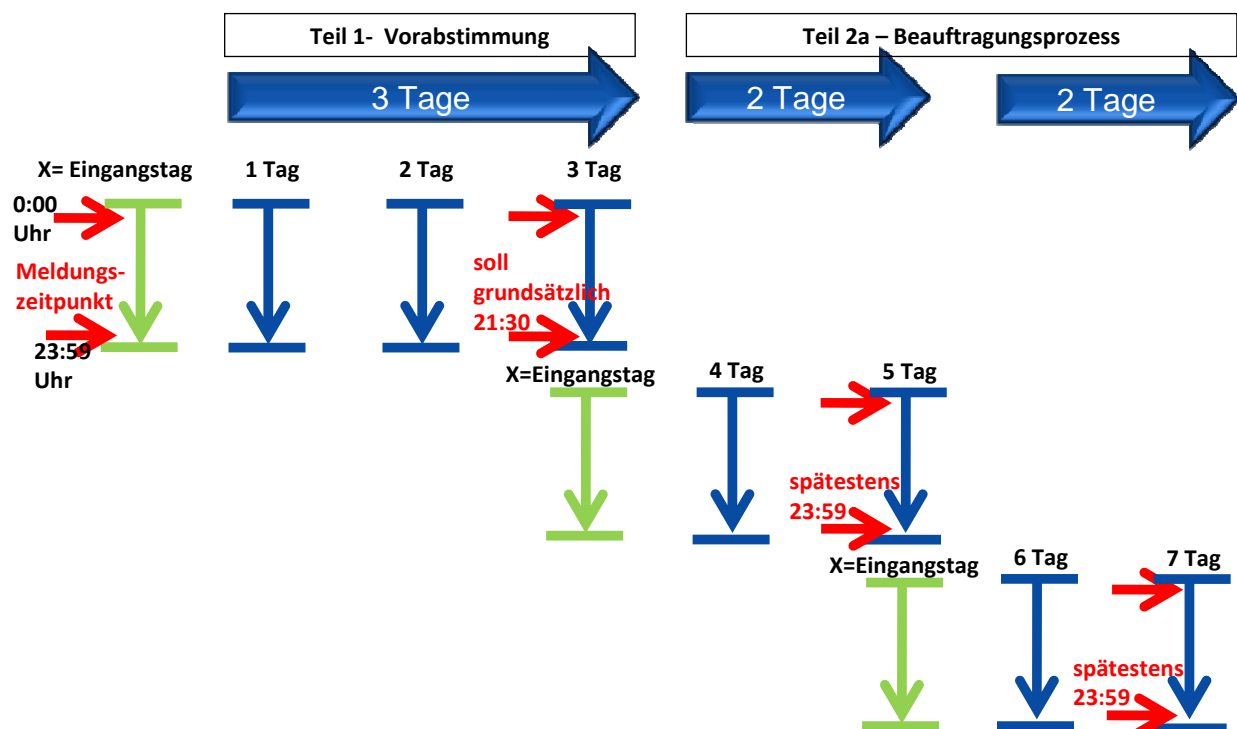 Teil 1- Vorabstimmung
Teil 2a – Beauftragungsprozess
3 Tage
2 Tage
2 Tage
X= Eingangstag
1 Tag
2 Tag
3 Tag
0:00
Uhr
Meldungs-
zeitpunkt
23:59
Uhr
soll
grundsätzlich
21:30
X=Eingangstag
4 Tag
5 Tag
spätestens
23:59
X=Eingangstag
6 Tag
7 Tag
spätestens
23:59